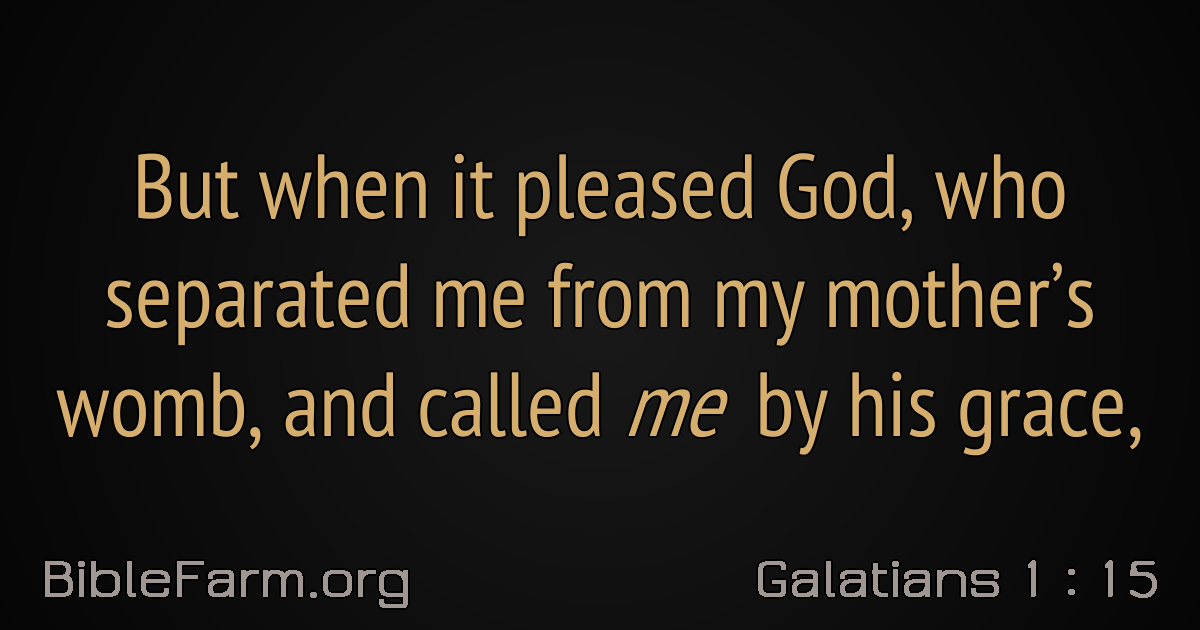 But when it pleased God, who
separated me from my mother’s
womb, and called me by his grace,
BibleFarm.org
Galatians 1 : 15